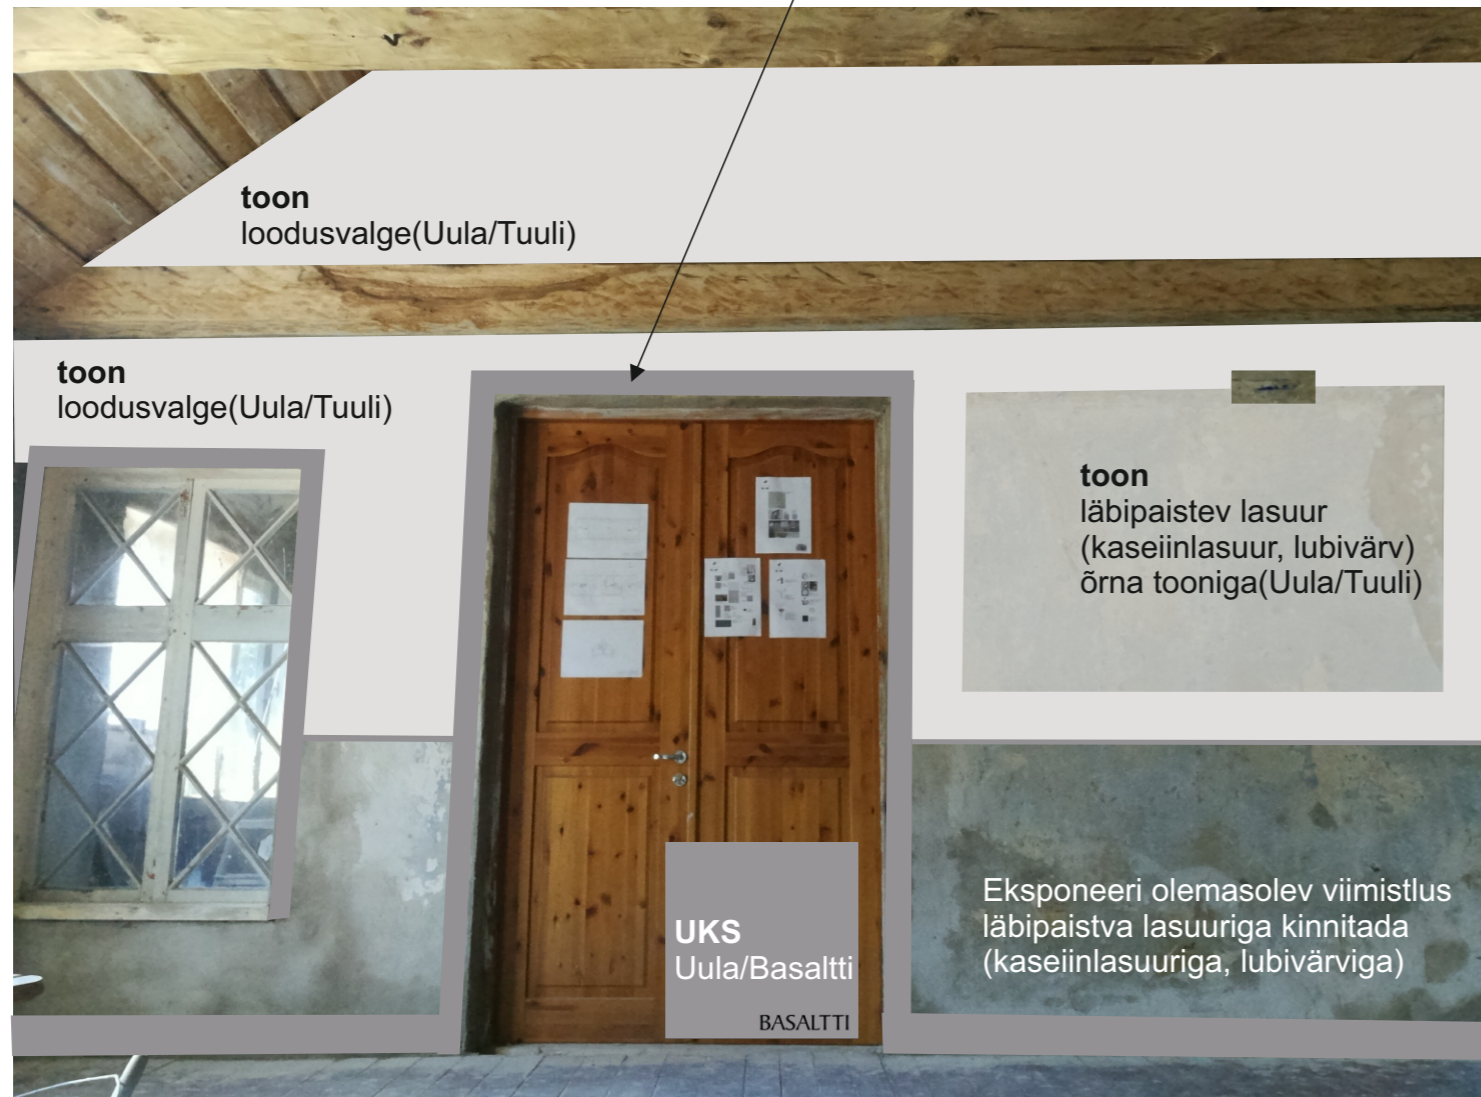 toon
loodusvalge(Uula/Tuuli)
toon
loodusvalge(Uula/Tuuli)
toon
läbipaistev lasuur
(kaseiinlasuur, lubivärv)
õrna tooniga(Uula/Tuuli)
Eksponeeri olemasolev viimistlus
läbipaistva lasuuriga kinnitada
(kaseiinlasuuriga, lubivärviga)
UKS
Uula/Basaltti
BASALTTI